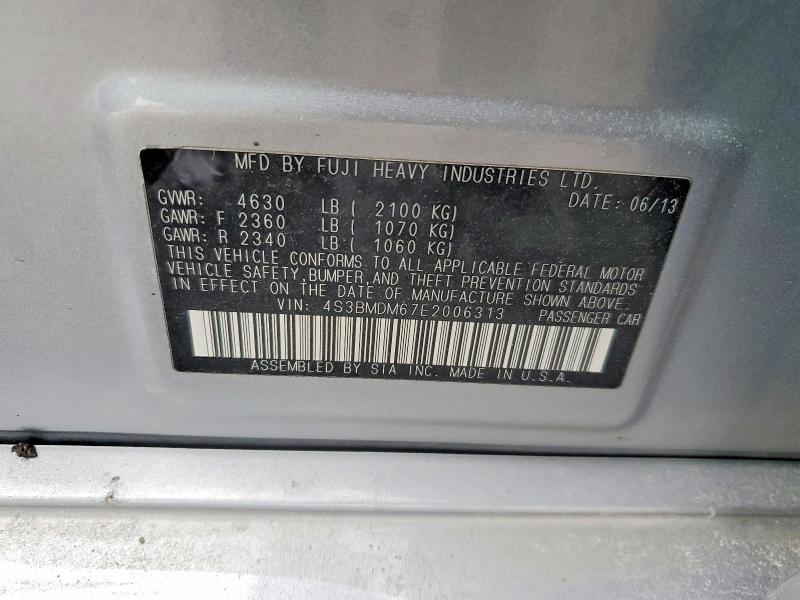 MFD BY FUJI HEAVY INDUSTRIES LTD.
DATE: 06/13
GVWR: 4630 LB ( 2100 KG)
GAWR: F 2360 LB ( 1070 KG)
GAWR: R 2340 LB ( 1060 KG)
THIS VEHICLE CONFORMS TO ALL APPLICABLE FEDERAL MOTOR
VEHICLE SAFETY, BUMPER, AND THEFT PREVENTION STANDARDS
IN EFFECT ON THE DATE OF MANUFACTURE SHOWN ABOVE.
VIN: 4S3BMDM67E2006313 PASSENGER CAR
ASSEMBLED BY SIA INC. MADE IN U.S.A.